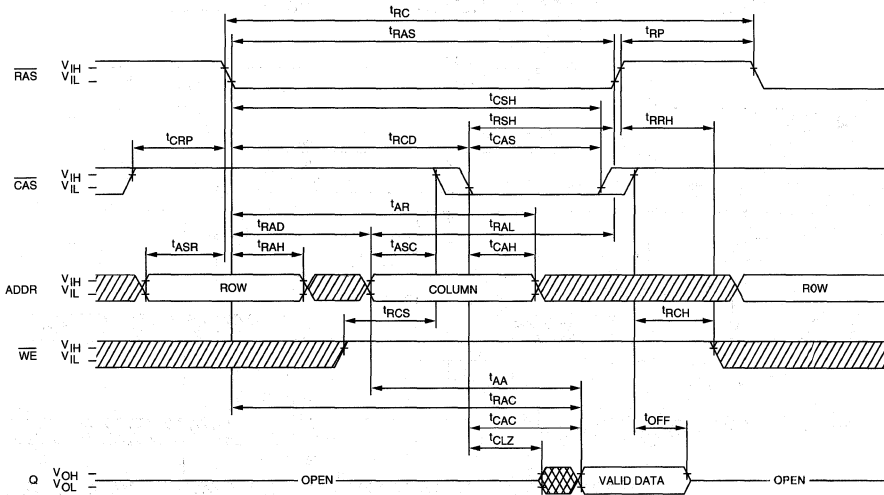 tRC
tRAS
tRP
RAS VIH
VIL
tCSH
tRSH
tRRH
tCRP
tRCD
tCAS
CAS VIH
VIL
tAR
tRAD
tRAL
tASR
tRAH
tASC
tCAH
ADDR VIH
VIL
ROW
COLUMN
ROW
tRCS
tRCH
WE VIH
VIL
tAA
tRAC
tCAC
tOFF
tCLZ
Q VOH
VOL
OPEN
VALID DATA
OPEN